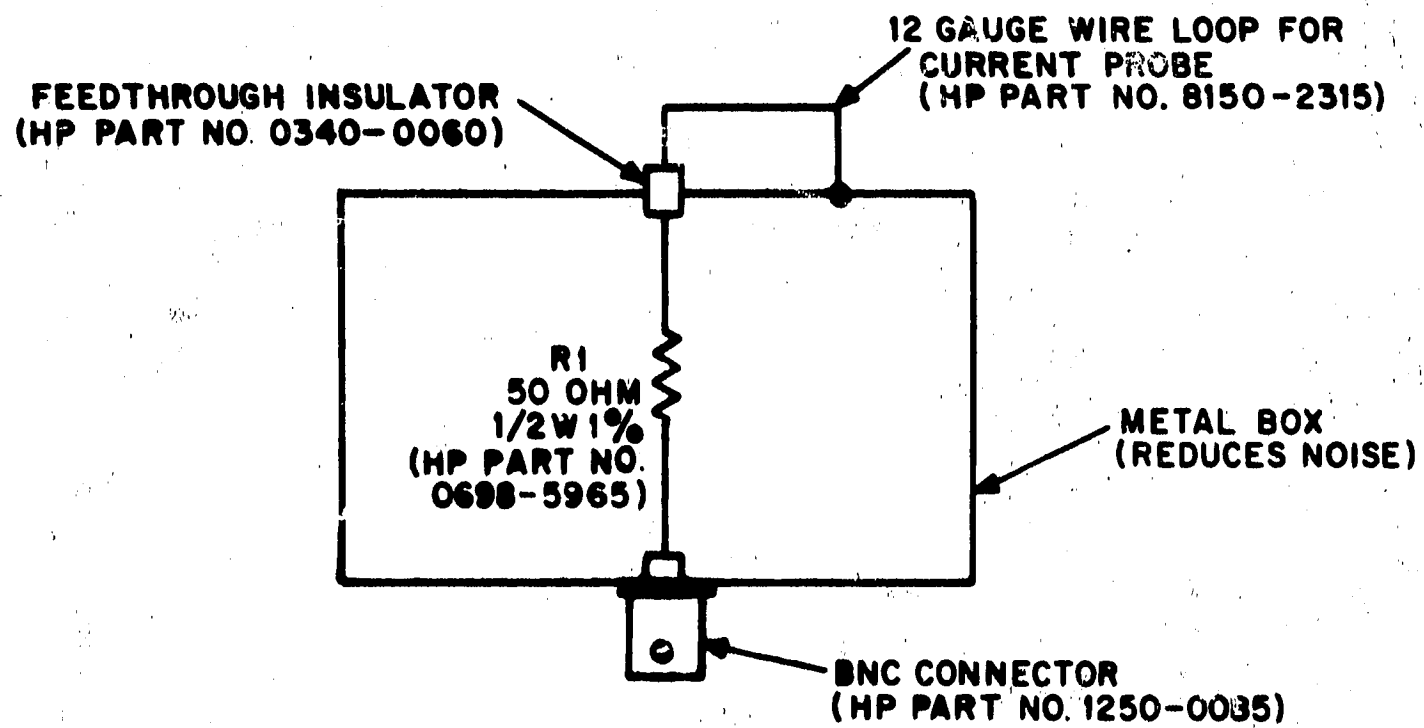 12 GAUGE WIRE LOOP FOR
CURRENT PROBE
(HP PART NO. 8150-2315)
FEEDTHROUGH INSULATOR
(HP PART NO. 0340-0060)
R1
50 OHM
1/2W 1%
(HP PART NO.
0698-5965)
METAL BOX
(REDUCES NOISE)
BNC CONNECTOR
(HP PART NO.